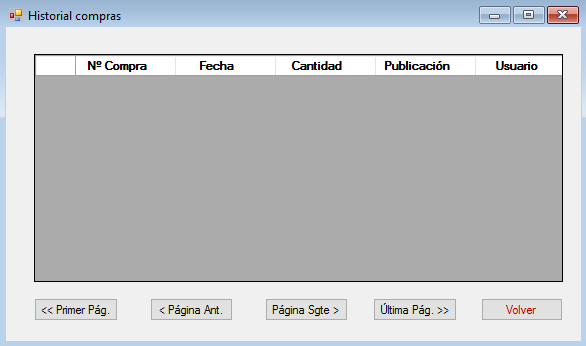 Historial compras
Nº Compra Fecha Cantidad Publicación Usuario
<< Primer Pág. < Página Ant. Página Sgte > Última Pág. >> Volver